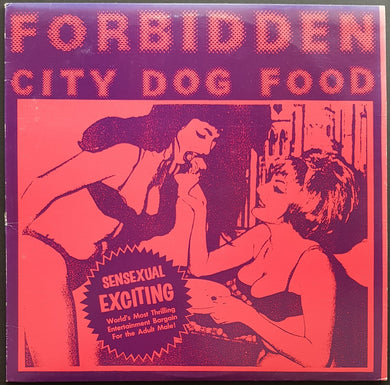 FORBIDDEN
CITY DOG FOOD
SENSEXUAL
EXCITING
World's Most Thrilling
Entertainment Bargain
For the Adult Male!